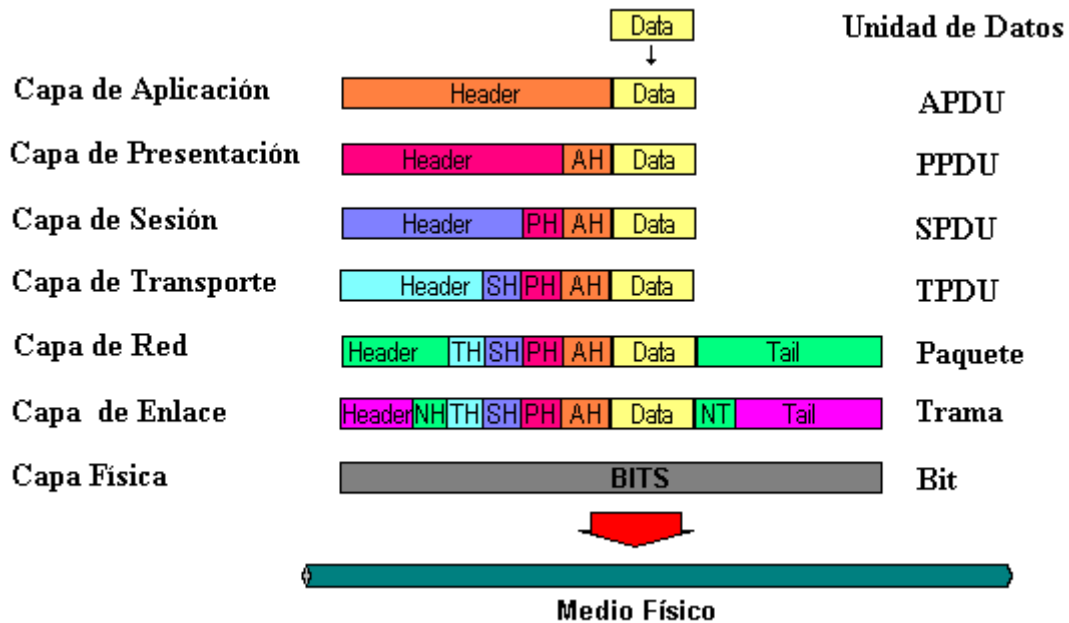 Data Unidad de Datos
Capa de Aplicación Header Data APDU
Capa de Presentación Header AH Data PPDU
Capa de Sesión Header PH AH Data SPDU
Capa de Transporte Header SH PH AH Data TPDU
Capa de Red Header TH SH PH AH Data Tail Paquete
Capa de Enlace Header NH TH SH PH AH Data NT Tail Trama
Capa Física BITS Bit
Medio Físico